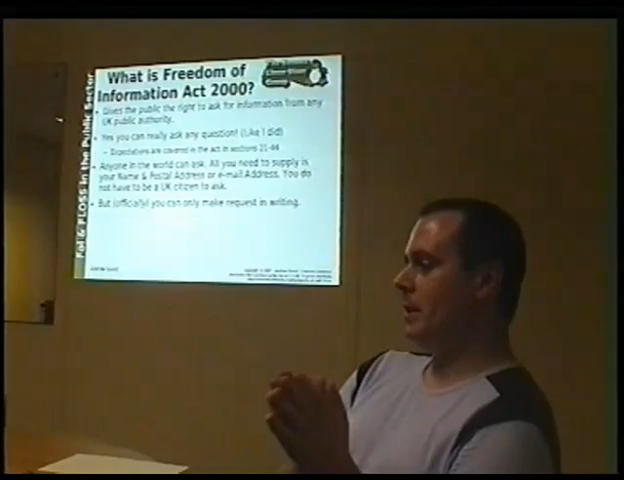 What is Freedom of
Information Act 2000?
Gives the public the right to ask for information from any
UK public authority.
Yes you can really ask any question! (Like I did)
– Expectations are covered in the act in sections 21-44
Anyone in the world can ask. All you need to supply is
your Name & Postal Address or e-mail Address. You do
not have to be a UK citizen to ask.
But (officially) you can only make request in writing.
FoI & FLOSS in the Public Sector